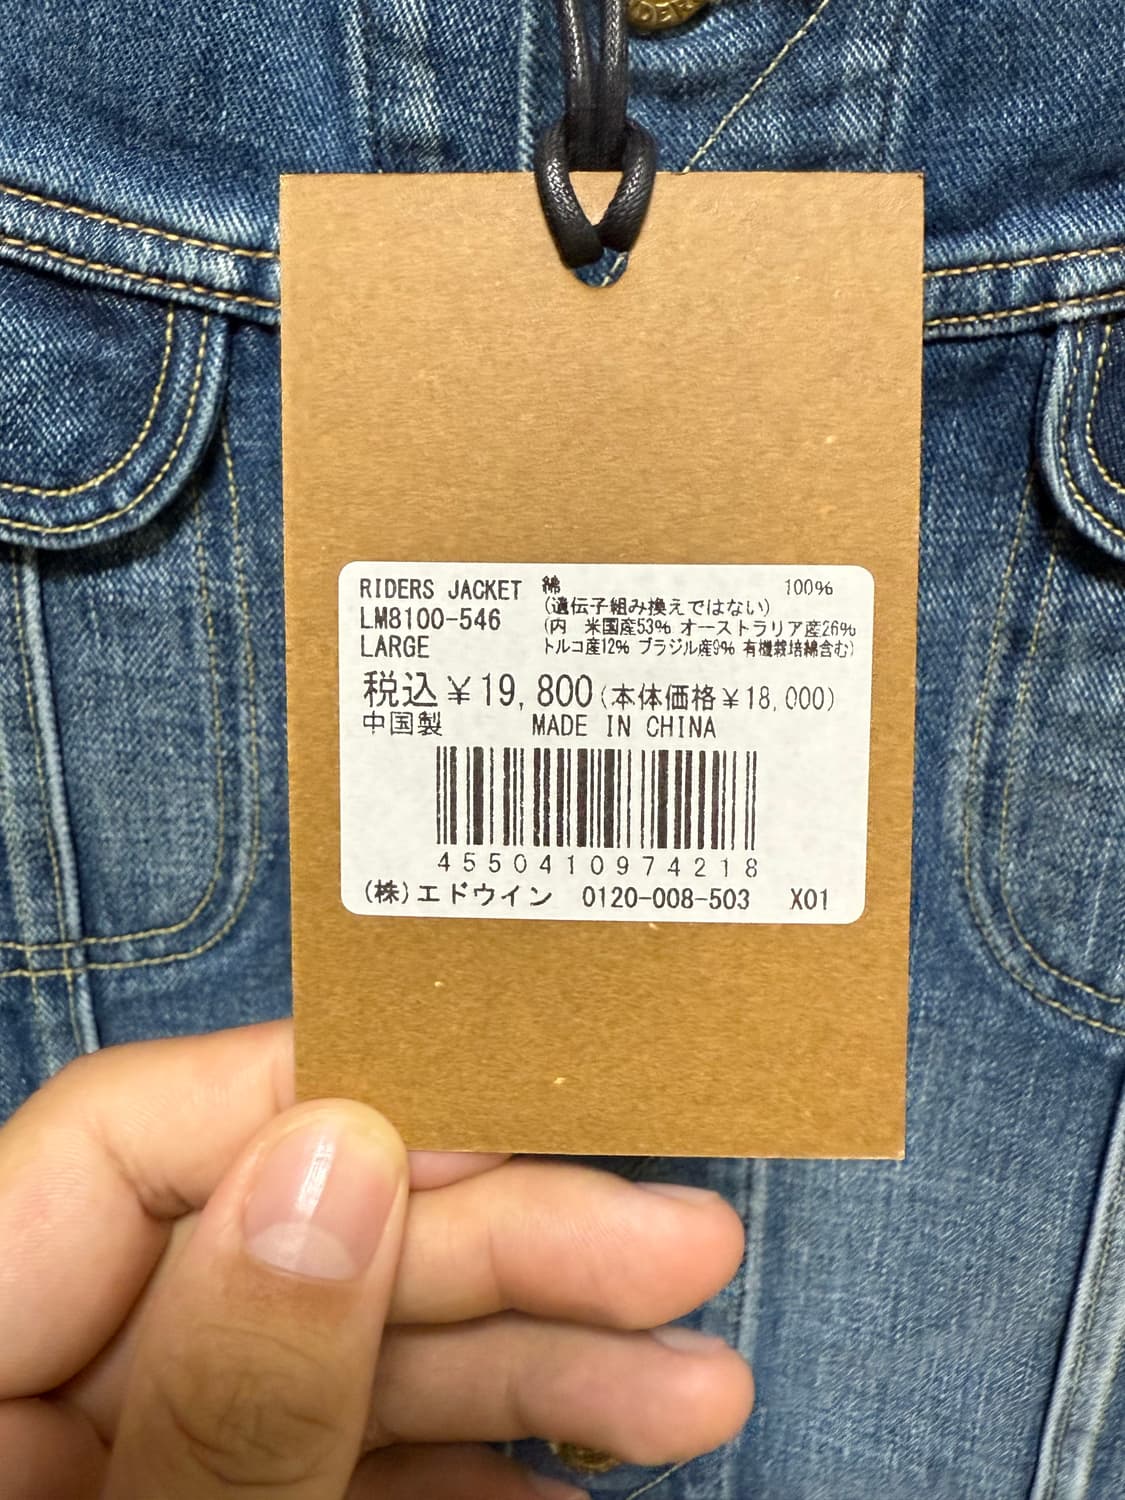 RIDERS JACKET 綿 100%
(遺伝子組み換えではない)
LM8100-546
(内 米国産53% オーストラリア産26%
LARGE
トルコ産12% ブラジル産9% 有機栽培綿含む)
税込¥19,800(本体価格¥18,000)
中国製 MADE IN CHINA
4550410974218
(株)エドウイン 0120-008-503 X01